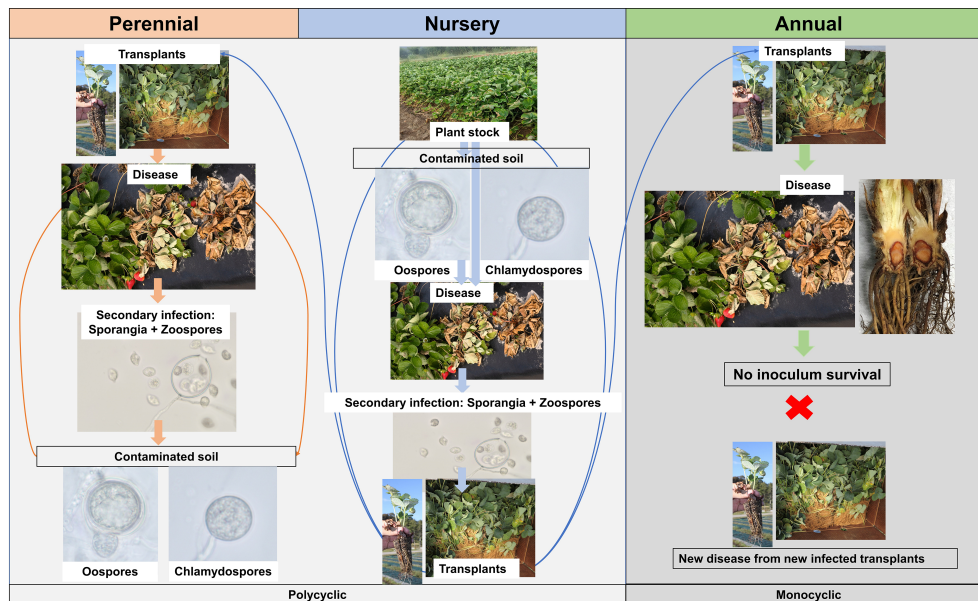 Perennial
Nursery
Annual
Transplants
Disease
Secondary infection:
Sporangia + Zoospores
Contaminated soil
Oospores
Chlamydospores
Plant stock
Contaminated soil
Oospores
Chlamydospores
Disease
Secondary infection: Sporangia + Zoospores
Transplants
Transplants
Disease
No inoculum survival
New disease from new infected transplants
Polycyclic
Monocyclic